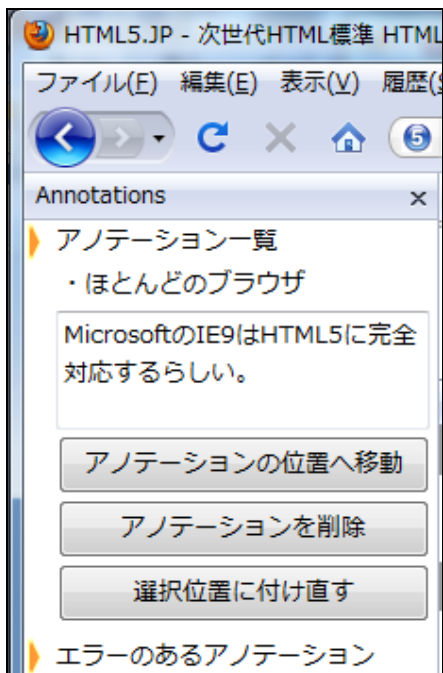 HTML5.JP - 次世代HTML標準 HTML
ファイル(F) 編集(E) 表示(V) 履歴(
5
Annotations ×
アノテーション一覧
・ほとんどのブラウザ
MicrosoftのIE9はHTML5に完全
対応するらしい。
アノテーションの位置へ移動
アノテーションを削除
選択位置に付け直す
エラーのあるアノテーション